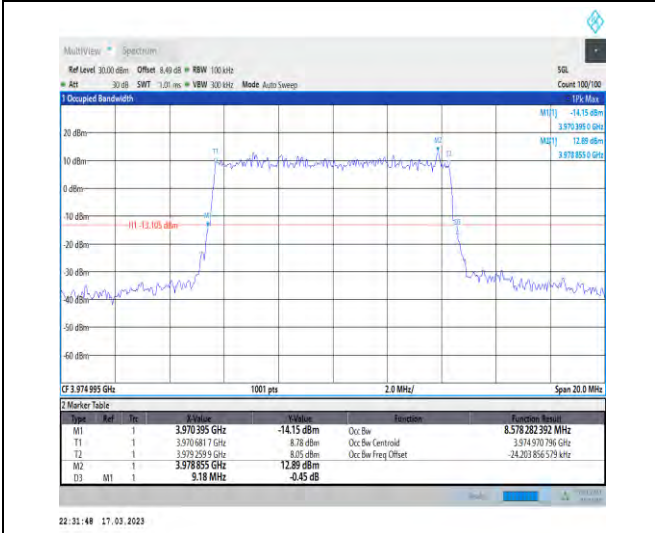 MultiView Spectrum
Ref Level 30.00 dBm Offset 8.49 dB RBW 100 kHz SGL
Att 30 dB SWT 1.01 ms VBW 300 kHz Mode Auto Sweep Count 100/100
1 Occupied Bandwidth 1Pk Max
M1[1] -14.15 dBm
3.970 395 0 GHz
M2[1] 12.89 dBm
3.978 855 0 GHz
20 dBm
T1 M2 T2
10 dBm
0 dBm
-10 dBm
M1 D3
H1 -13.105 dBm
-20 dBm
-30 dBm
-40 dBm
-50 dBm
-60 dBm
CF 3.974 995 GHz 1001 pts 2.0 MHz/ Span 20.0 MHz
2 Marker Table
Type Ref Trc X-Value Y-Value Function Function Result
M1 1 3.970 395 GHz -14.15 dBm Occ Bw 8.578 282 392 MHz
T1 1 3.970 681 7 GHz 8.78 dBm Occ Bw Centroid 3.974 970 796 GHz
T2 1 3.979 259 9 GHz 8.05 dBm Occ Bw Freq Offset -24.203 856 579 kHz
M2 1 3.978 855 GHz 12.89 dBm
D3 M1 1 9.18 MHz -0.45 dB
22:31:48 17.03.2023